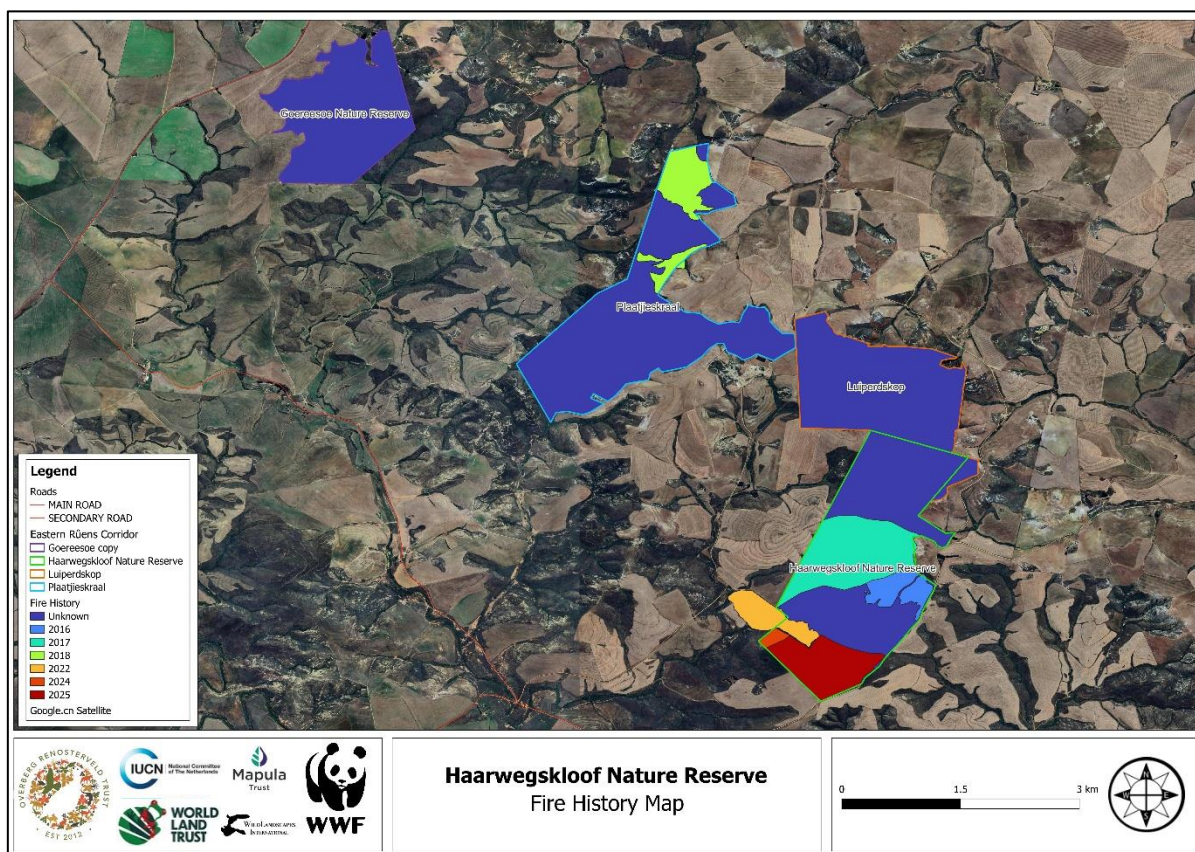 Goereesoe Nature Reserve
Plaatjieskraal
Luiperdskop
Haarwegskloof Nature Reserve
Legend
Roads
MAIN ROAD
SECONDARY ROAD
Eastern Rûens Corridor
Goereesoe copy
Haarwegskloof Nature Reserve
Luiperdskop
Plaatjieskraal
Fire History
Unknown
2016
2017
2018
2022
2024
2025
Google.cn Satellite
OVERBERG RENOSTERVELD TRUST
· EST 2012 ·
IUCN
National Committee
of The Netherlands
Mapula
Trust
WORLD
LAND
TRUST
WILDLANDSCAPES
INTERNATIONAL
WWF
Haarwegskloof Nature Reserve
Fire History Map
0 1.5 3 km
N
W E
S